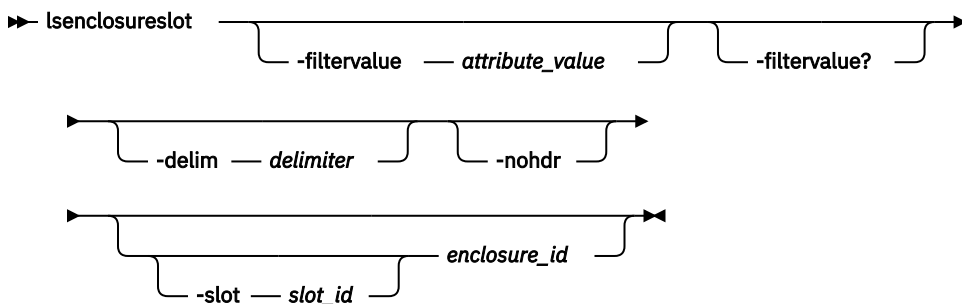 lsenclosureslot
-filtervalue attribute_value -filtervalue?
-delim delimiter -nohdr
enclosure_id
-slot slot_id